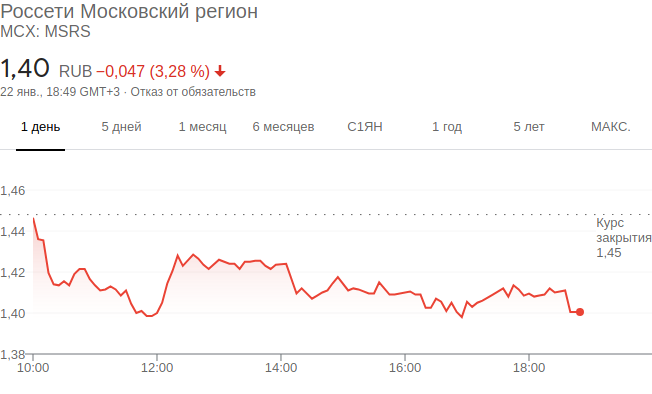 Россети Московский регион
MCX: MSRS
1,40 RUB −0,047 (3,28 %)
22 янв., 18:49 GMT+3 · Отказ от обязательств
1 день 5 дней 1 месяц 6 месяцев С1ЯН 1 год 5 лет МАКС.
1,46
1,44
1,42
1,40
1,38
Курс
закрытия
1,45
10:00 12:00 14:00 16:00 18:00